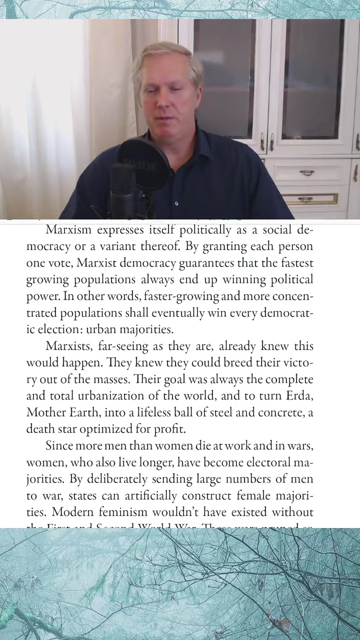 Marxism expresses itself politically as a social de-
mocracy or a variant thereof. By granting each person
one vote, Marxist democracy guarantees that the fastest
growing populations always end up winning political
power. In other words, faster-growing and more concen-
trated populations shall eventually win every democrat-
ic election: urban majorities.
Marxists, far-seeing as they are, already knew this
would happen. They knew they could breed their victo-
ry out of the masses. Their goal was always the complete
and total urbanization of the world, and to turn Erda,
Mother Earth, into a lifeless ball of steel and concrete, a
death star optimized for profit.
Since more men than women die at work and in wars,
women, who also live longer, have become electoral ma-
jorities. By deliberately sending large numbers of men
to war, states can artificially construct female majori-
ties. Modern feminism wouldn't have existed without
the First and Second World War.